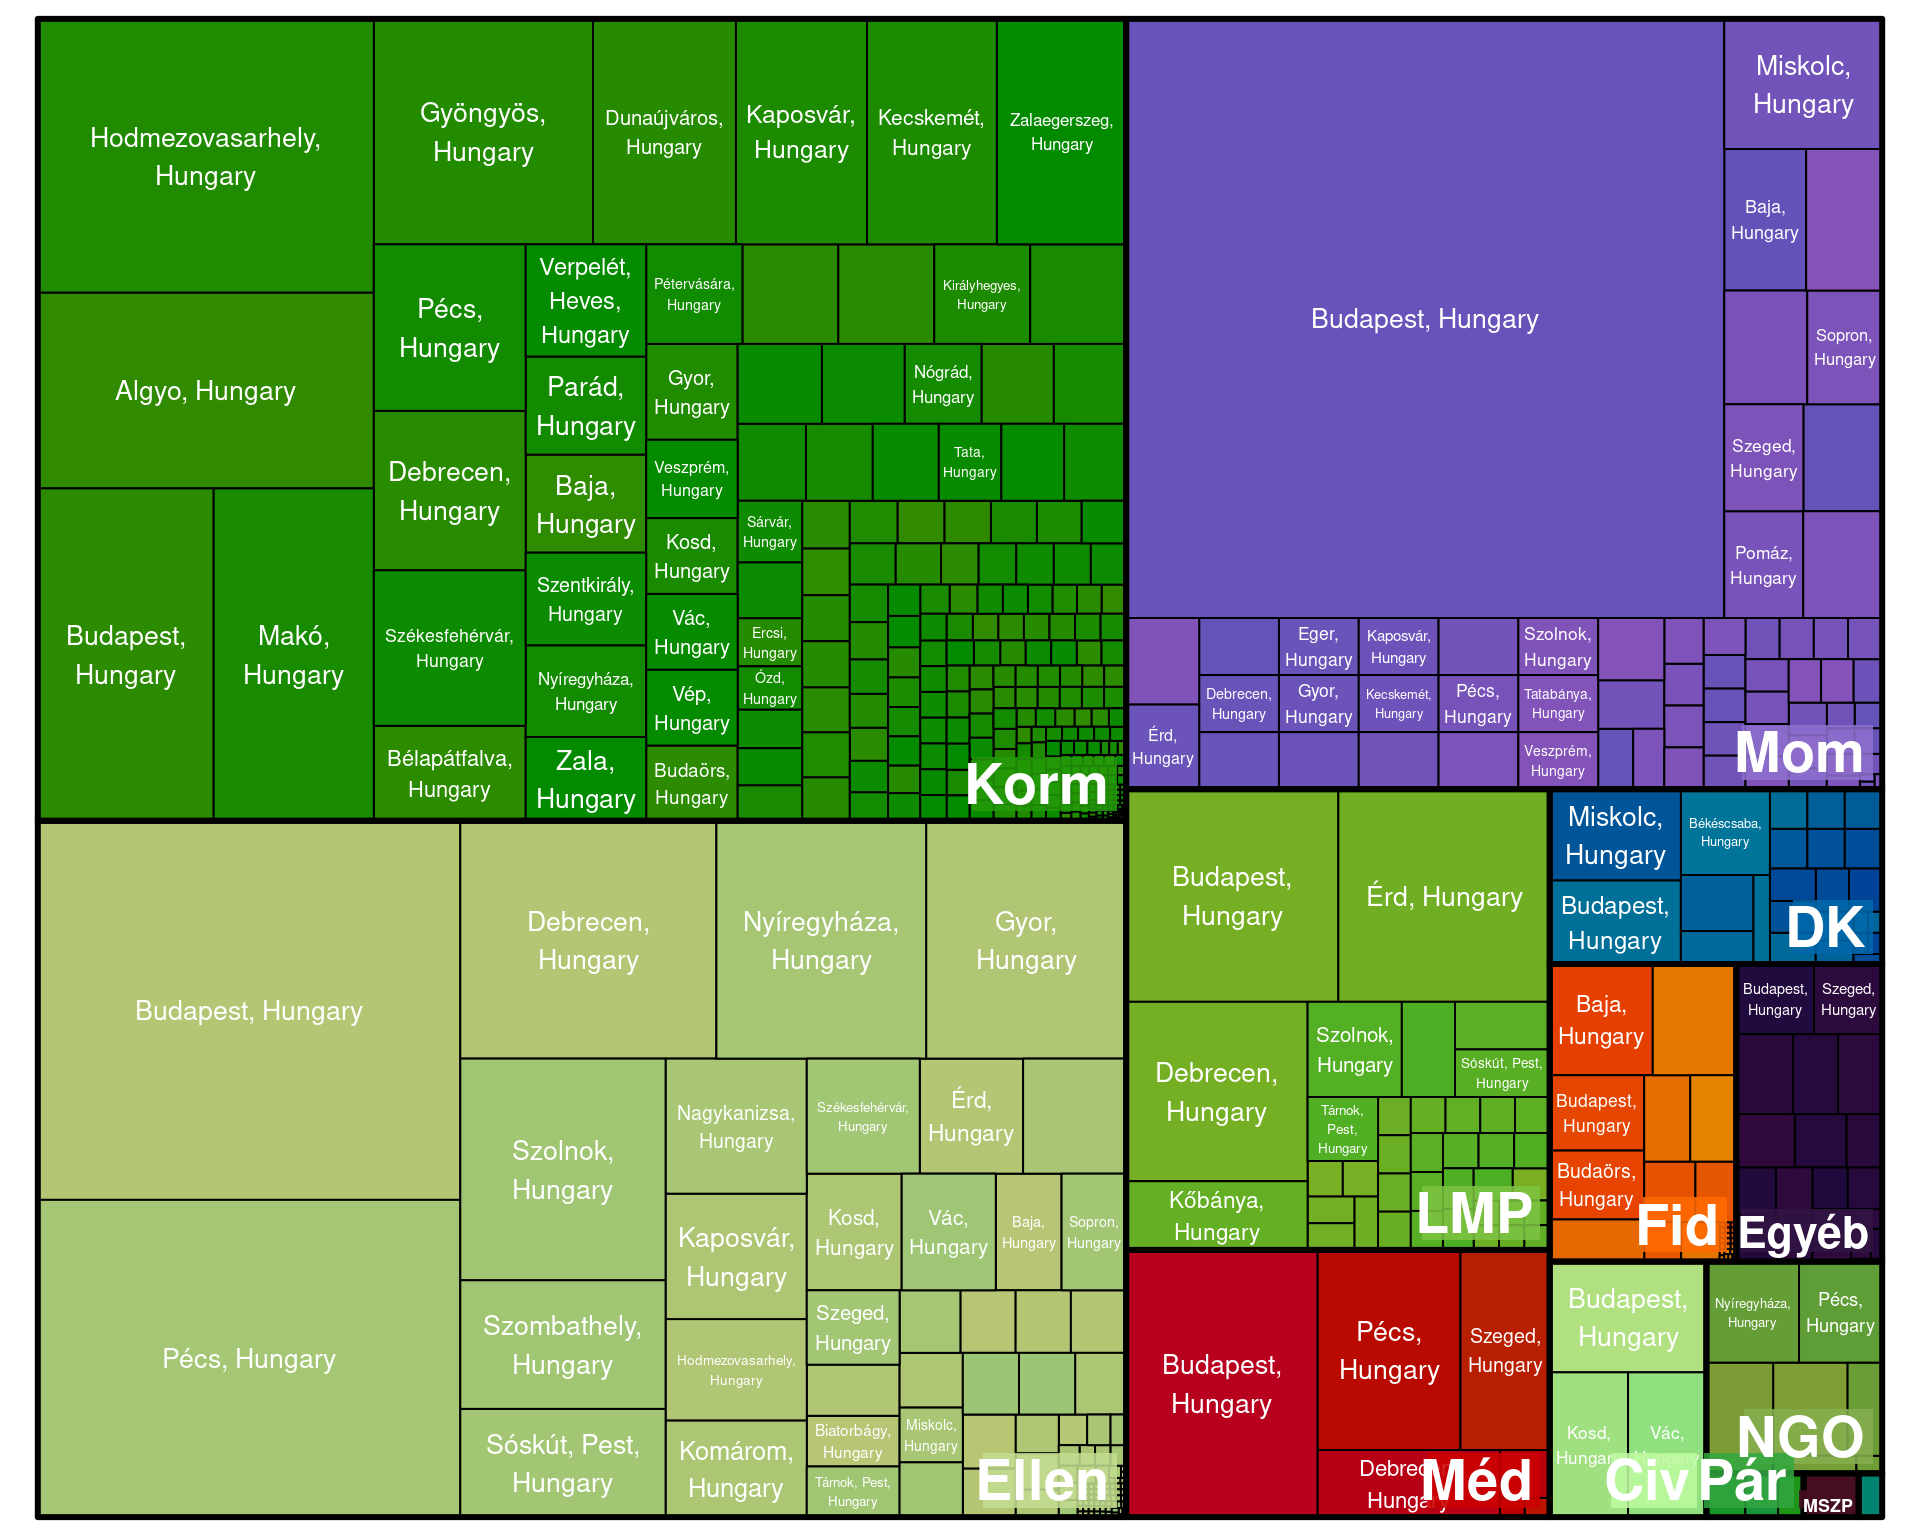 Hodmezovasarhely,
Hungary
Algyo, Hungary
Budapest,
Hungary
Makó,
Hungary
Gyöngyös,
Hungary
Dunaújváros,
Hungary
Kaposvár,
Hungary
Kecskemét,
Hungary
Zalaegerszeg,
Hungary
Pécs,
Hungary
Debrecen,
Hungary
Székesfehérvár,
Hungary
Bélapátfalva,
Hungary
Verpelét,
Heves,
Hungary
Parád,
Hungary
Baja,
Hungary
Szentkirály,
Hungary
Nyíregyháza,
Hungary
Zala,
Hungary
Pétervására,
Hungary
Királyhegyes,
Hungary
Gyor,
Hungary
Nógrád,
Hungary
Veszprém,
Hungary
Tata,
Hungary
Kosd,
Hungary
Sárvár,
Hungary
Vác,
Hungary
Ercsi,
Hungary
Vép,
Hungary
Ózd,
Hungary
Budaörs,
Hungary
Korm
Budapest, Hungary
Miskolc,
Hungary
Baja,
Hungary
Sopron,
Hungary
Szeged,
Hungary
Pomáz,
Hungary
Érd,
Hungary
Debrecen,
Hungary
Eger,
Hungary
Gyor,
Hungary
Kaposvár,
Hungary
Kecskemét,
Hungary
Pécs,
Hungary
Szolnok,
Hungary
Tatabánya,
Hungary
Veszprém,
Hungary
Mom
Budapest, Hungary
Pécs, Hungary
Debrecen,
Hungary
Nyíregyháza,
Hungary
Gyor,
Hungary
Szolnok,
Hungary
Szombathely,
Hungary
Sóskút, Pest,
Hungary
Nagykanizsa,
Hungary
Kaposvár,
Hungary
Hodmezovasarhely,
Hungary
Komárom,
Hungary
Székesfehérvár,
Hungary
Érd,
Hungary
Kosd,
Hungary
Vác,
Hungary
Baja,
Hungary
Sopron,
Hungary
Szeged,
Hungary
Biatorbágy,
Hungary
Miskolc,
Hungary
Tárnok, Pest,
Hungary
Ellen
Budapest,
Hungary
Érd, Hungary
Debrecen,
Hungary
Kőbánya,
Hungary
Szolnok,
Hungary
Sóskút, Pest,
Hungary
Tárnok,
Pest,
Hungary
LMP
Miskolc,
Hungary
Budapest,
Hungary
Békéscsaba,
Hungary
DK
Baja,
Hungary
Budapest,
Hungary
Budaörs,
Hungary
Fid
Budapest,
Hungary
Szeged,
Hungary
Egyéb
Budapest,
Hungary
Pécs,
Hungary
Szeged,
Hungary
Debrecen,
Hungary
Méd
Budapest,
Hungary
Kosd,
Hungary
Vác,
Hungary
Civ
Nyíregyháza,
Hungary
Pécs,
Hungary
NGO
Pár
MSZP